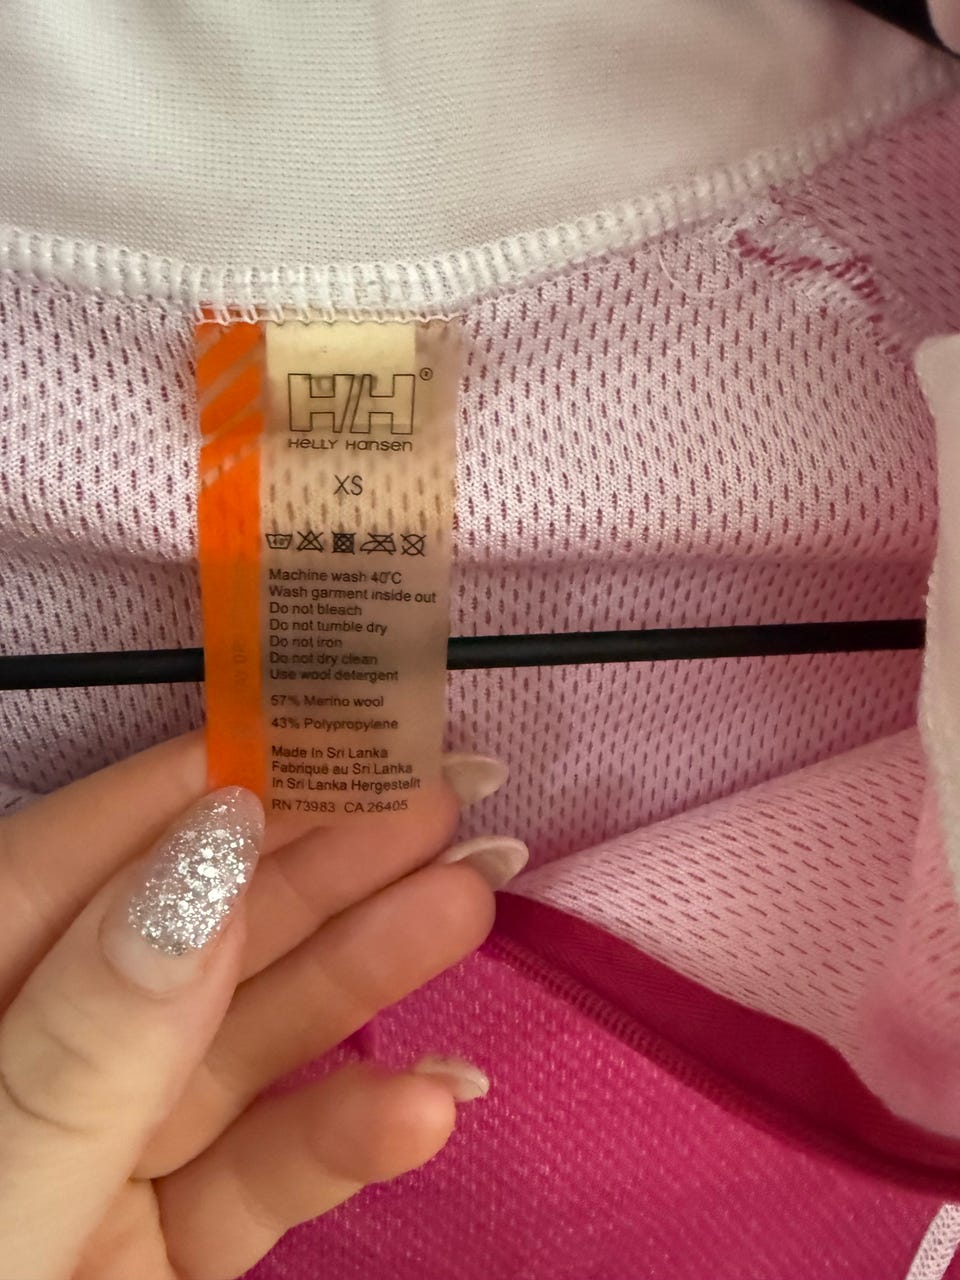 HH®
HELLY HANSEN
XS
Machine wash 40°C
Wash garment inside out
Do not bleach
Do not tumble dry
Do not iron
Do not dry clean
Use wool detergent
57% Merino wool
43% Polypropylene
Made In Sri Lanka
Fabriqué au Sri Lanka
In Sri Lanka Hergestellt
RN 73983 CA 26405